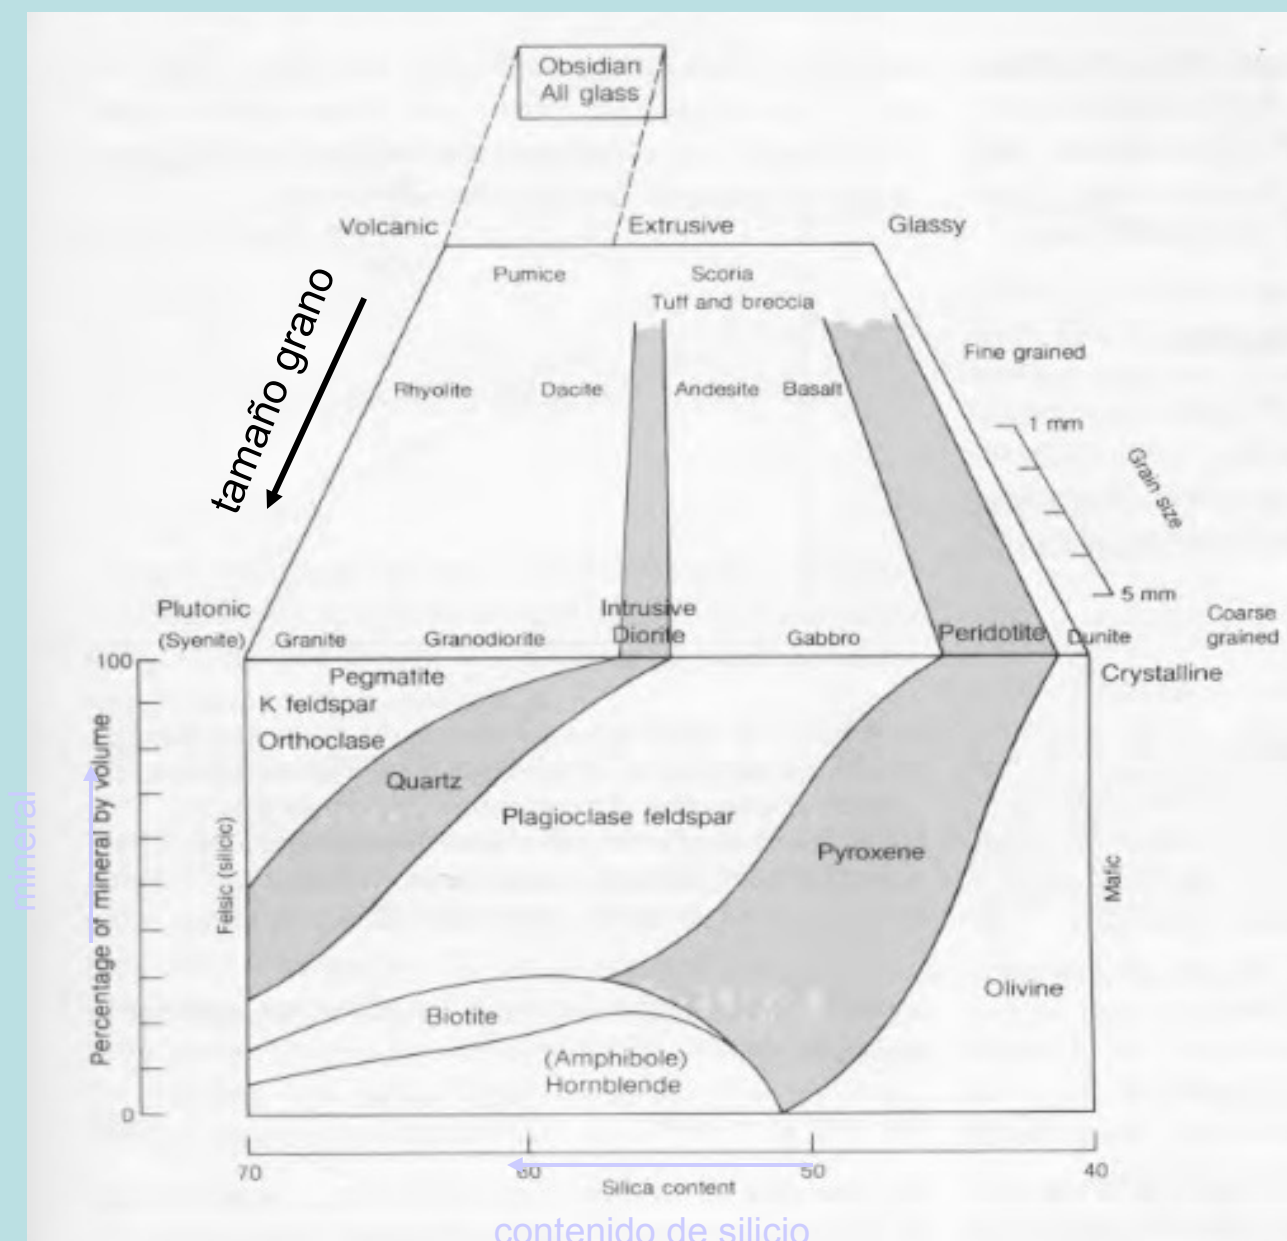 Obsidian
All glass
Volcanic
Extrusive
Glassy
Pumice
Scoria
Tuff and breccia
tamaño grano
Fine grained
Rhyolite
Dacite
Andesite
Basalt
1 mm
Grain size
5 mm
Plutonic
(Syenite)
Granite
Granodiorite
Intrusive
Diorite
Gabbro
Peridotite
Dunite
Coarse
grained
100
Pegmatite
K feldspar
Orthoclase
Crystalline
Quartz
Plagioclase feldspar
Pyroxene
mineral
Percentage of mineral by volume
Felsic (silicic)
Mafic
Olivine
Biotite
(Amphibole)
Hornblende
0
70
60
50
40
Silica content
contenido de silicio